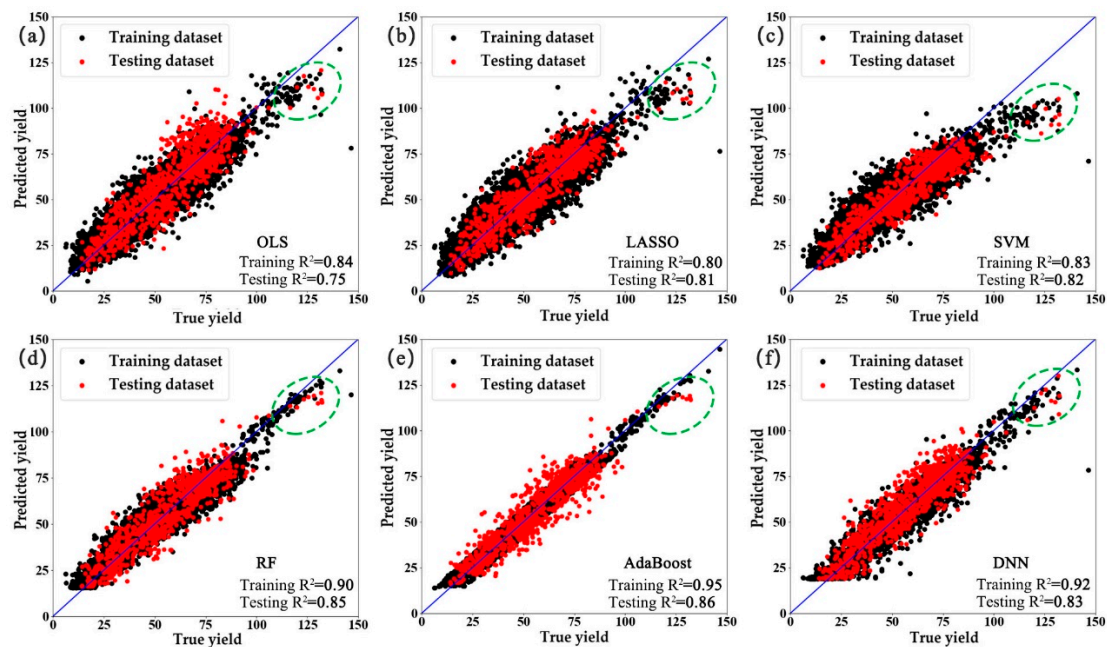 (a)
Training dataset
Testing dataset
150
125
100
75
50
25
0
0 25 50 75 100 125 150
Predicted yield
True yield
OLS
Training R²=0.84
Testing R²=0.75
(b)
Training dataset
Testing dataset
150
125
100
75
50
25
0
0 25 50 75 100 125 150
Predicted yield
True yield
LASSO
Training R²=0.80
Testing R²=0.81
(c)
Training dataset
Testing dataset
150
125
100
75
50
25
0
0 25 50 75 100 125 150
Predicted yield
True yield
SVM
Training R²=0.83
Testing R²=0.82
(d)
Training dataset
Testing dataset
150
125
100
75
50
25
0
0 25 50 75 100 125 150
Predicted yield
True yield
RF
Training R²=0.90
Testing R²=0.85
(e)
Training dataset
Testing dataset
150
125
100
75
50
25
0
0 25 50 75 100 125 150
Predicted yield
True yield
AdaBoost
Training R²=0.95
Testing R²=0.86
(f)
Training dataset
Testing dataset
150
125
100
75
50
25
0
0 25 50 75 100 125 150
Predicted yield
True yield
DNN
Training R²=0.92
Testing R²=0.83